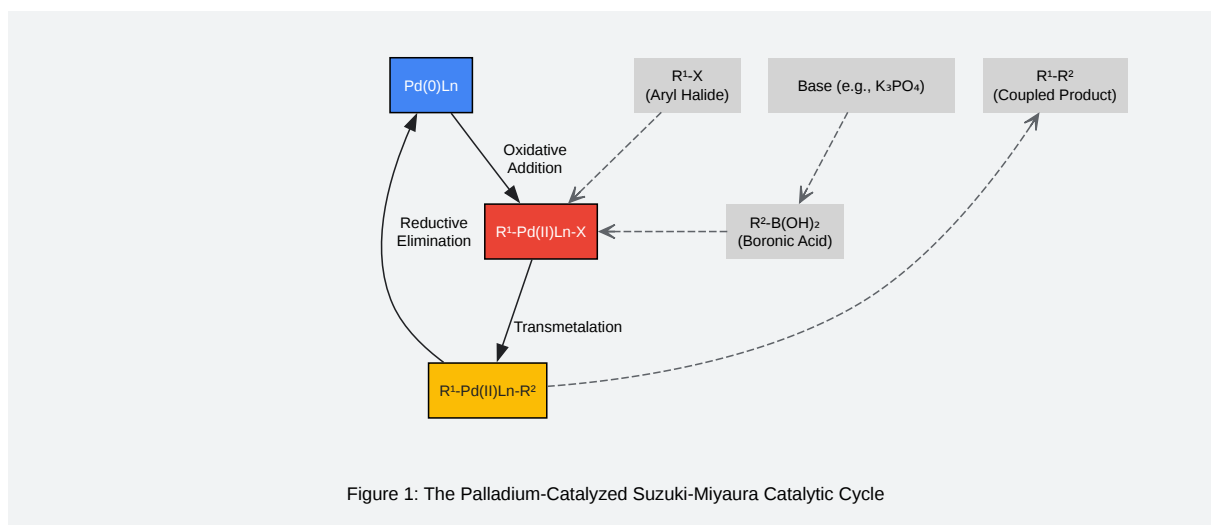 Pd(0)Ln
R¹-X
(Aryl Halide)
Base (e.g., K₃PO₄)
R¹-R²
(Coupled Product)
Oxidative
Addition
Reductive
Elimination
R¹-Pd(II)Ln-X
R²-B(OH)₂
(Boronic Acid)
Transmetalation
R¹-Pd(II)Ln-R²
Figure 1: The Palladium-Catalyzed Suzuki-Miyaura Catalytic Cycle